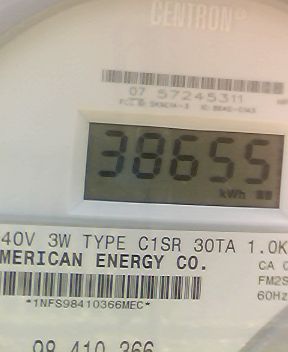 CENTRON®
07 57245311
38655
kWh
40V 3W TYPE C1SR 30TA 1.0K
MERICAN ENERGY CO.
CA 0
FM2S
60Hz
*1NFS98410366MEC*
98 410 366